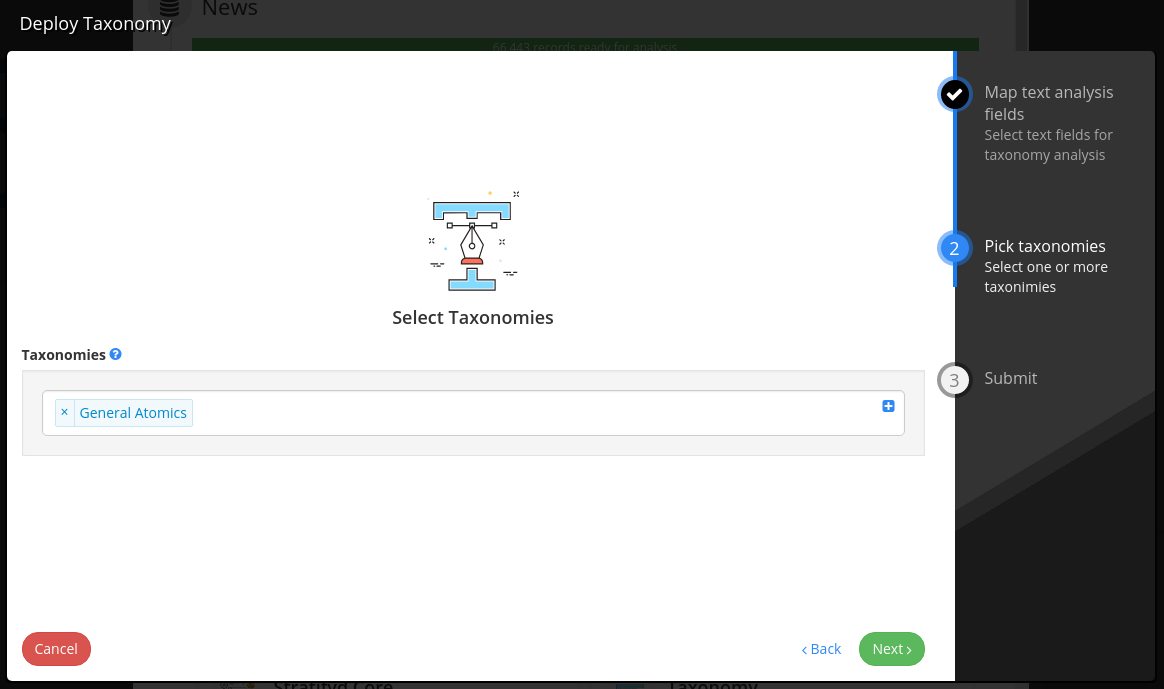 News
Deploy Taxonomy
66,443 records ready for analysis
Map text analysis
fields
Select text fields for
taxonomy analysis
2
Pick taxonomies
Select one or more
taxonimies
3
Submit
Select Taxonomies
Taxonomies ?
× General Atomics
Cancel
‹ Back
Next ›
Stratifyd Core
Taxonomy